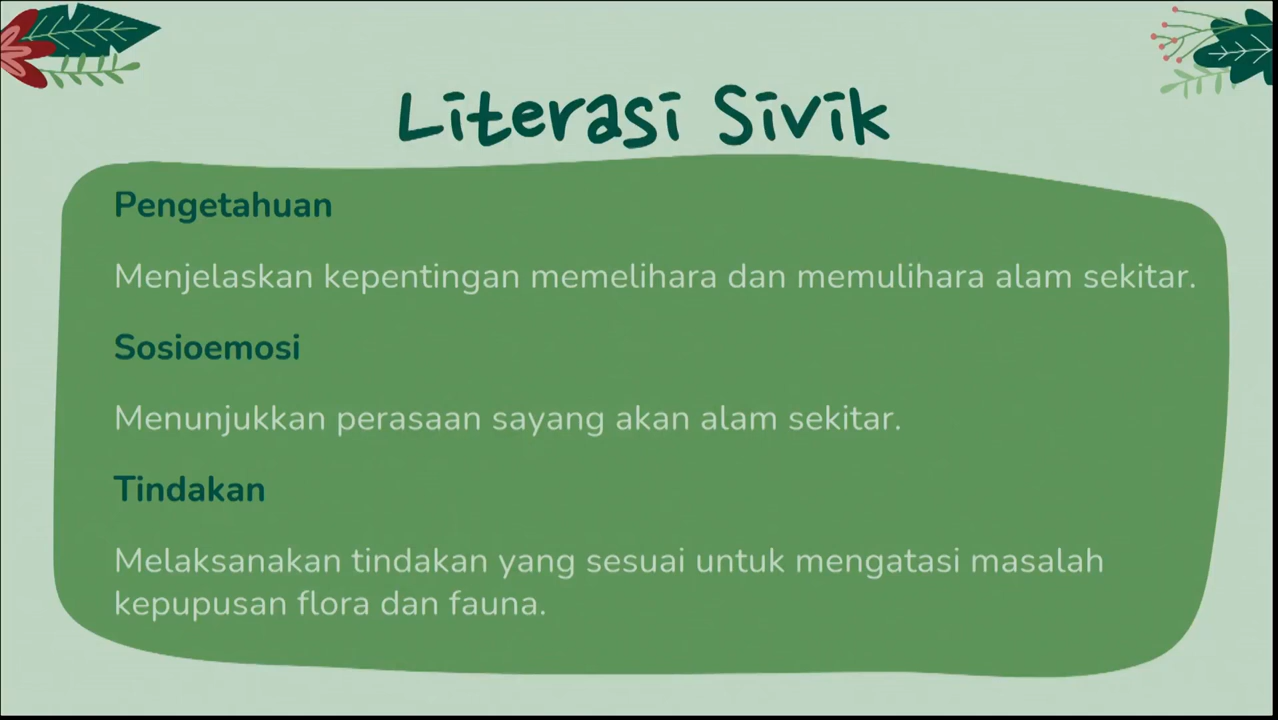 Literasi Sivik
Pengetahuan
Menjelaskan kepentingan memelihara dan memulihara alam sekitar.
Sosioemosi
Menunjukkan perasaan sayang akan alam sekitar.
Tindakan
Melaksanakan tindakan yang sesuai untuk mengatasi masalah
kepupusan flora dan fauna.